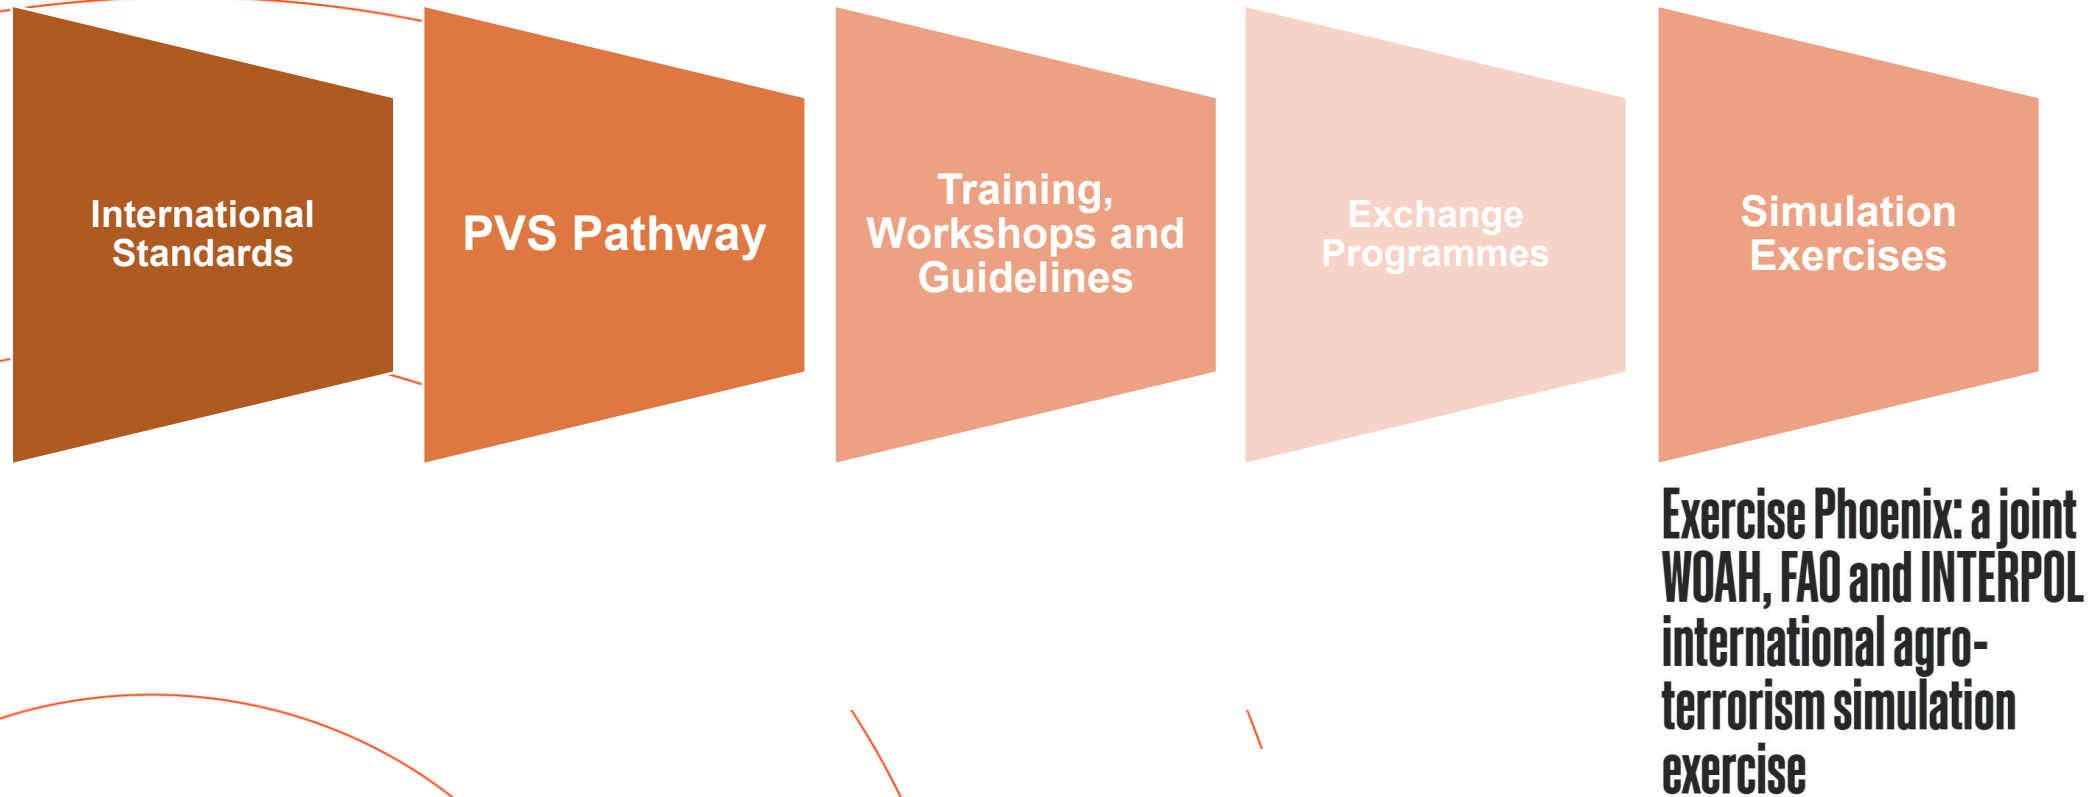 International
Standards
PVS Pathway
Training,
Workshops and
Guidelines
Exchange
Programmes
Simulation
Exercises
Exercise Phoenix: a joint
WOAH, FAO and INTERPOL
international agro-
terrorism simulation
exercise